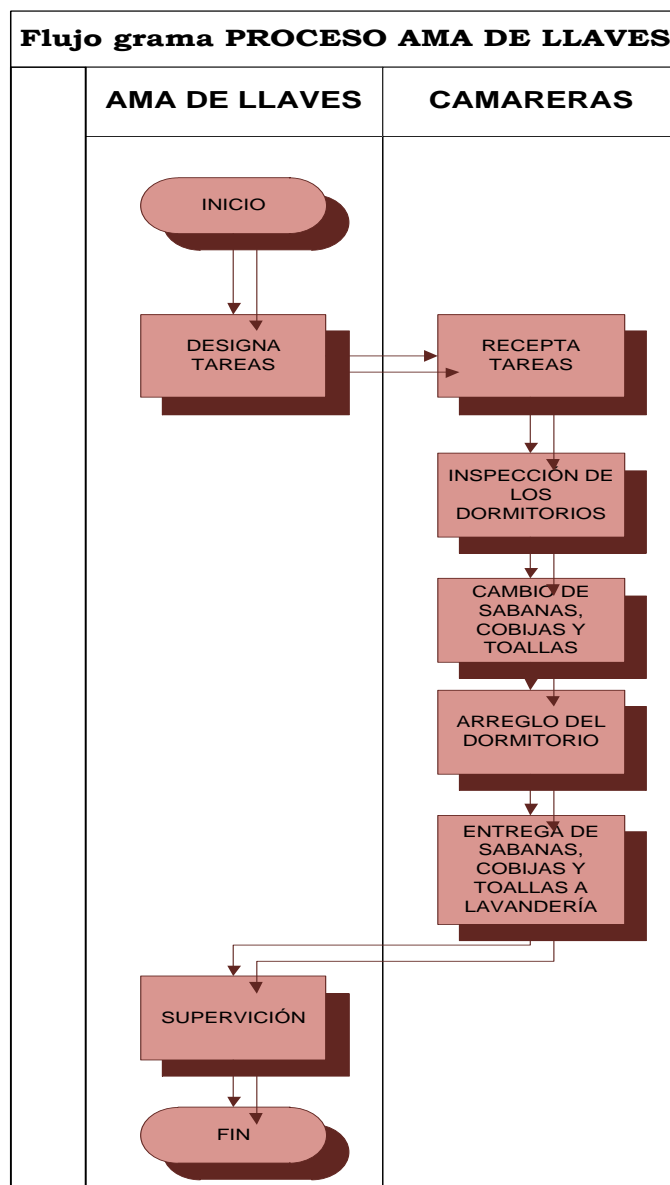 Flujo grama PROCESO AMA DE LLAVES
AMA DE LLAVES
CAMARERAS
INICIO
DESIGNA
TAREAS
RECEPTA
TAREAS
INSPECCIÓN DE
LOS
DORMITORIOS
CAMBIO DE
SABANAS,
COBIJAS Y
TOALLAS
ARREGLO DEL
DORMITORIO
ENTREGA DE
SABANAS,
COBIJAS Y
TOALLAS A
LAVANDERÍA
SUPERVICIÓN
FIN